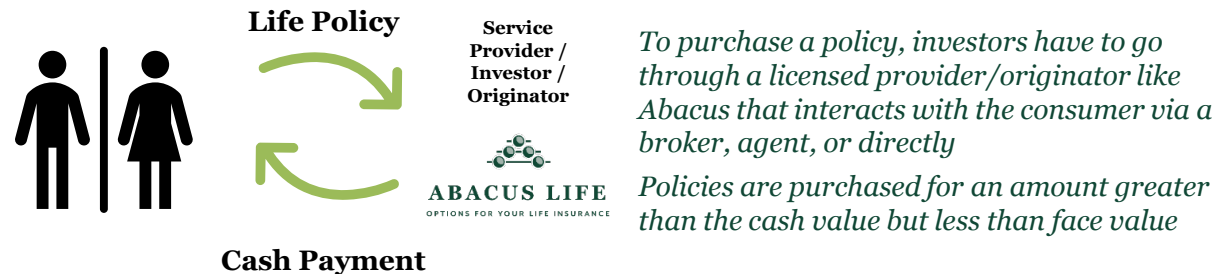 Life Policy
Service
Provider /
Investor /
Originator
ABACUS LIFE
OPTIONS FOR YOUR LIFE INSURANCE
Cash Payment
To purchase a policy, investors have to go
through a licensed provider/originator like
Abacus that interacts with the consumer via a
broker, agent, or directly
Policies are purchased for an amount greater
than the cash value but less than face value